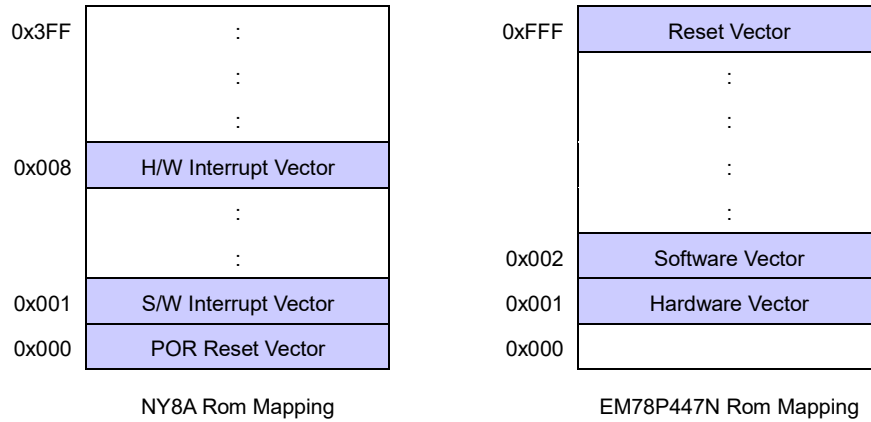 0x3FF
:
:
:
0x008 H/W Interrupt Vector
:
:
0x001 S/W Interrupt Vector
0x000 POR Reset Vector
NY8A Rom Mapping
0xFFF Reset Vector
:
:
:
:
0x002 Software Vector
0x001 Hardware Vector
0x000
EM78P447N Rom Mapping